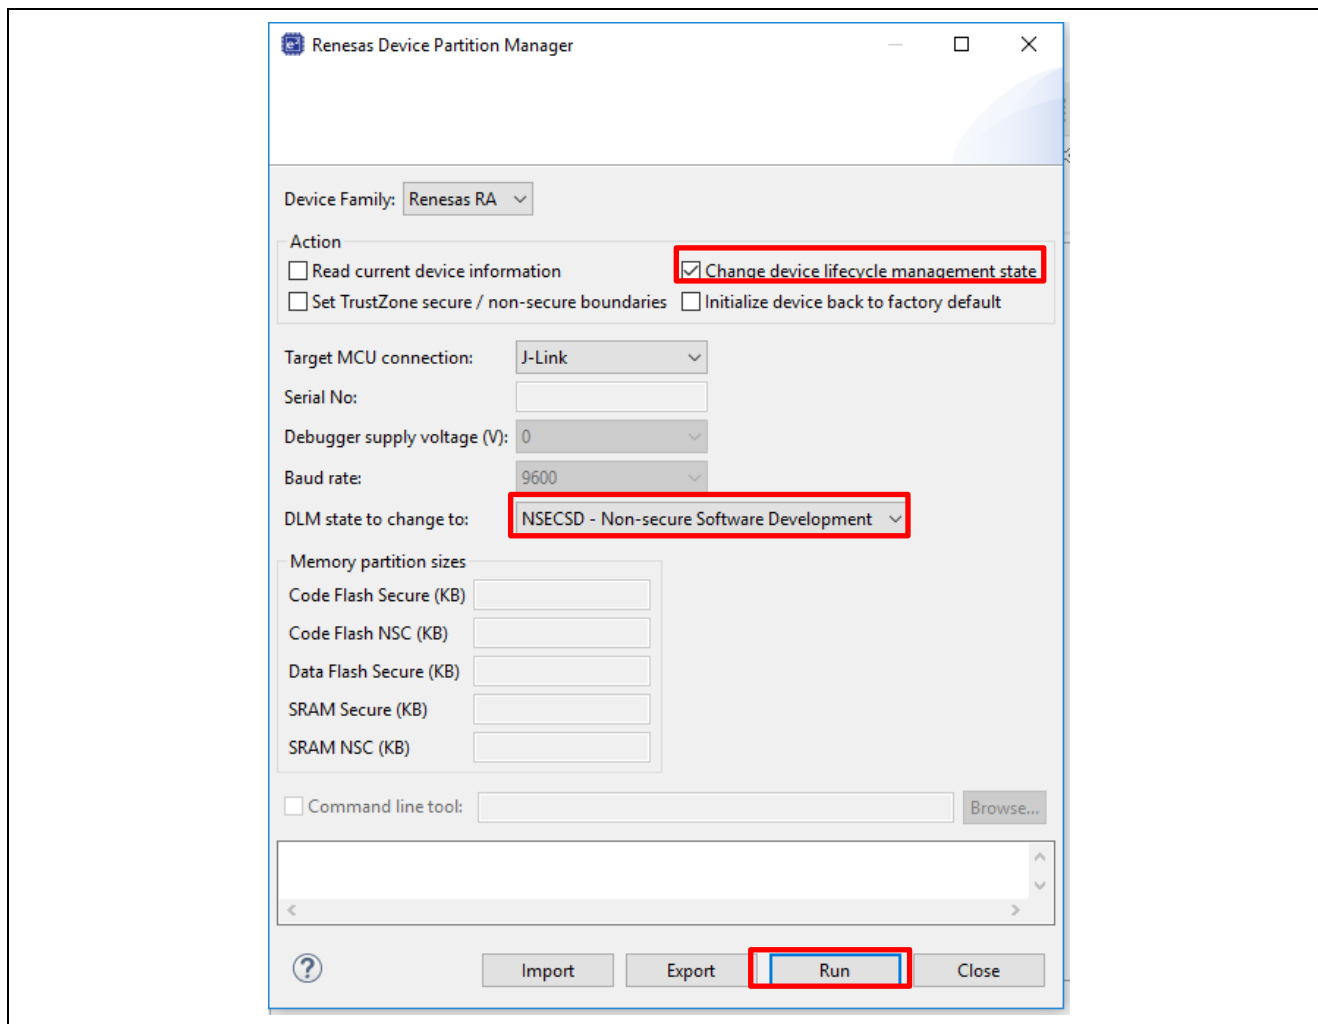 Renesas Device Partition Manager
Device Family: Renesas RA
Action
Read current device information Change device lifecycle management state
Set TrustZone secure / non-secure boundaries Initialize device back to factory default
Target MCU connection: J-Link
Serial No:
Debugger supply voltage (V): 0
Baud rate: 9600
DLM state to change to: NSECSD - Non-secure Software Development
Memory partition sizes
Code Flash Secure (KB)
Code Flash NSC (KB)
Data Flash Secure (KB)
SRAM Secure (KB)
SRAM NSC (KB)
Command line tool: Browse...
? Import Export Run Close